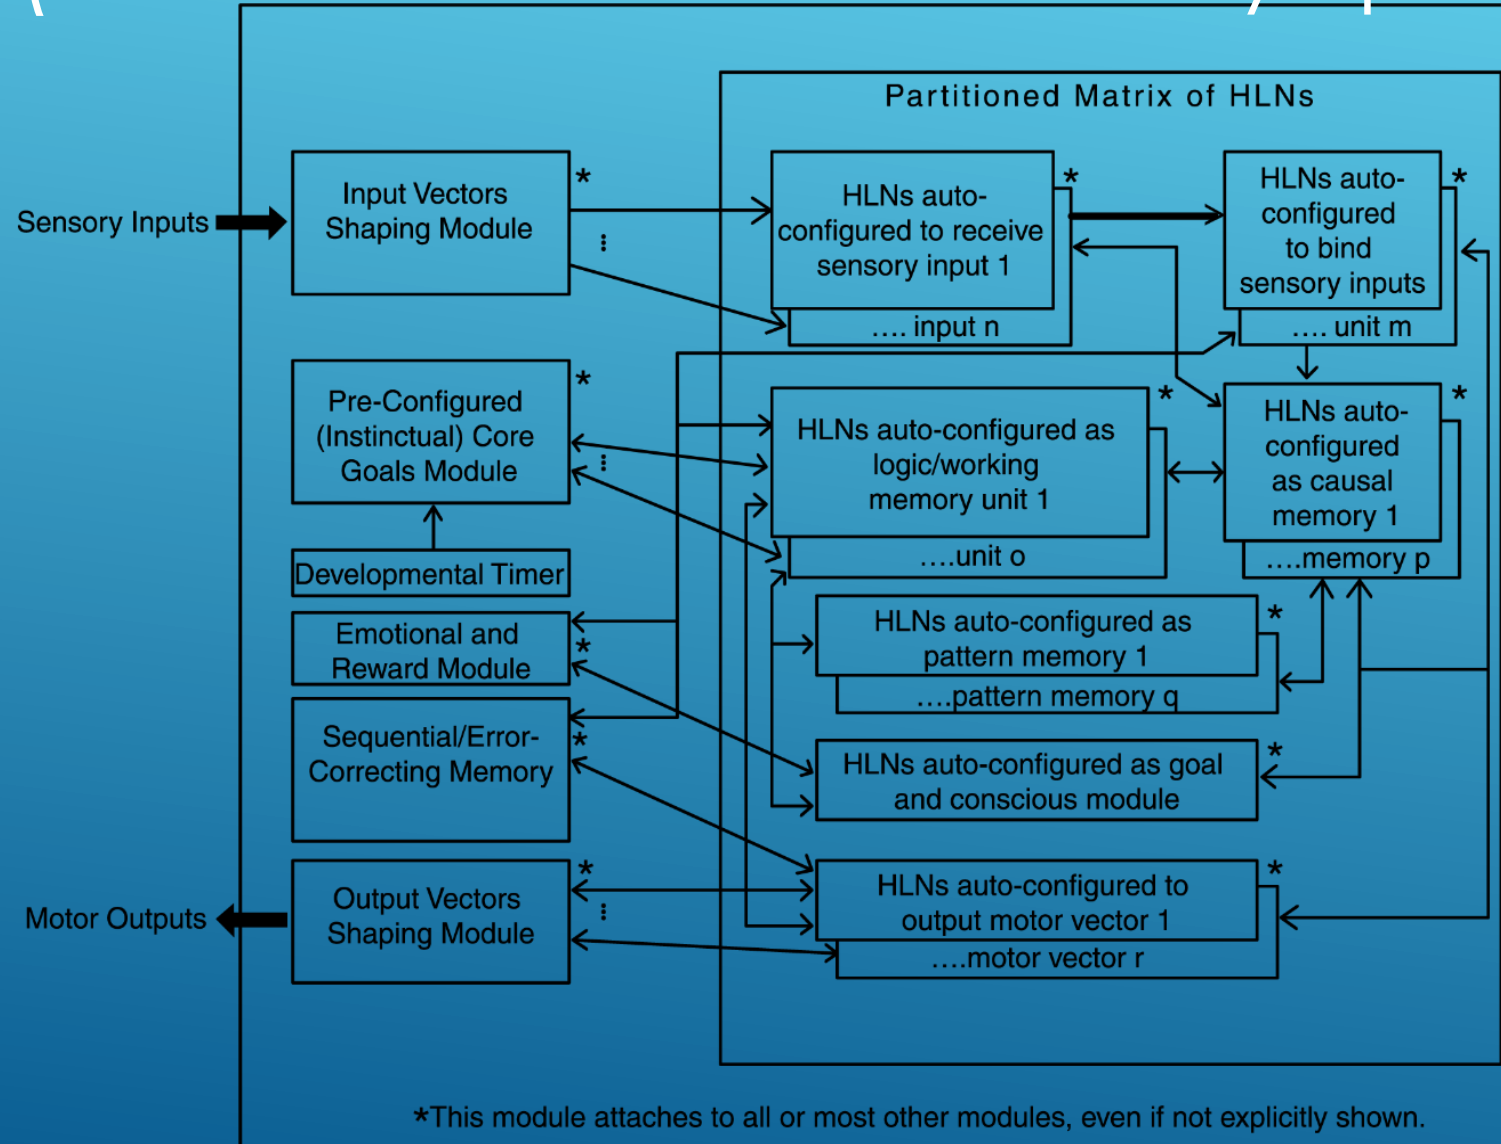 Partitioned Matrix of HLNs
Sensory Inputs
Input Vectors
Shaping Module
*
HLNs auto-
configured to receive
sensory input 1
*
.... input n
HLNs auto-
configured
to bind
sensory inputs
*
.... unit m
Pre-Configured
(Instinctual) Core
Goals Module
*
HLNs auto-configured as
logic/working
memory unit 1
*
....unit o
HLNs auto-
configured
as causal
memory 1
*
....memory p
Developmental Timer
Emotional and
Reward Module
*
HLNs auto-configured as
pattern memory 1
*
....pattern memory q
Sequential/Error-
Correcting Memory
*
HLNs auto-configured as goal
and conscious module
*
Motor Outputs
Output Vectors
Shaping Module
*
HLNs auto-configured to
output motor vector 1
*
....motor vector r
*This module attaches to all or most other modules, even if not explicitly shown.